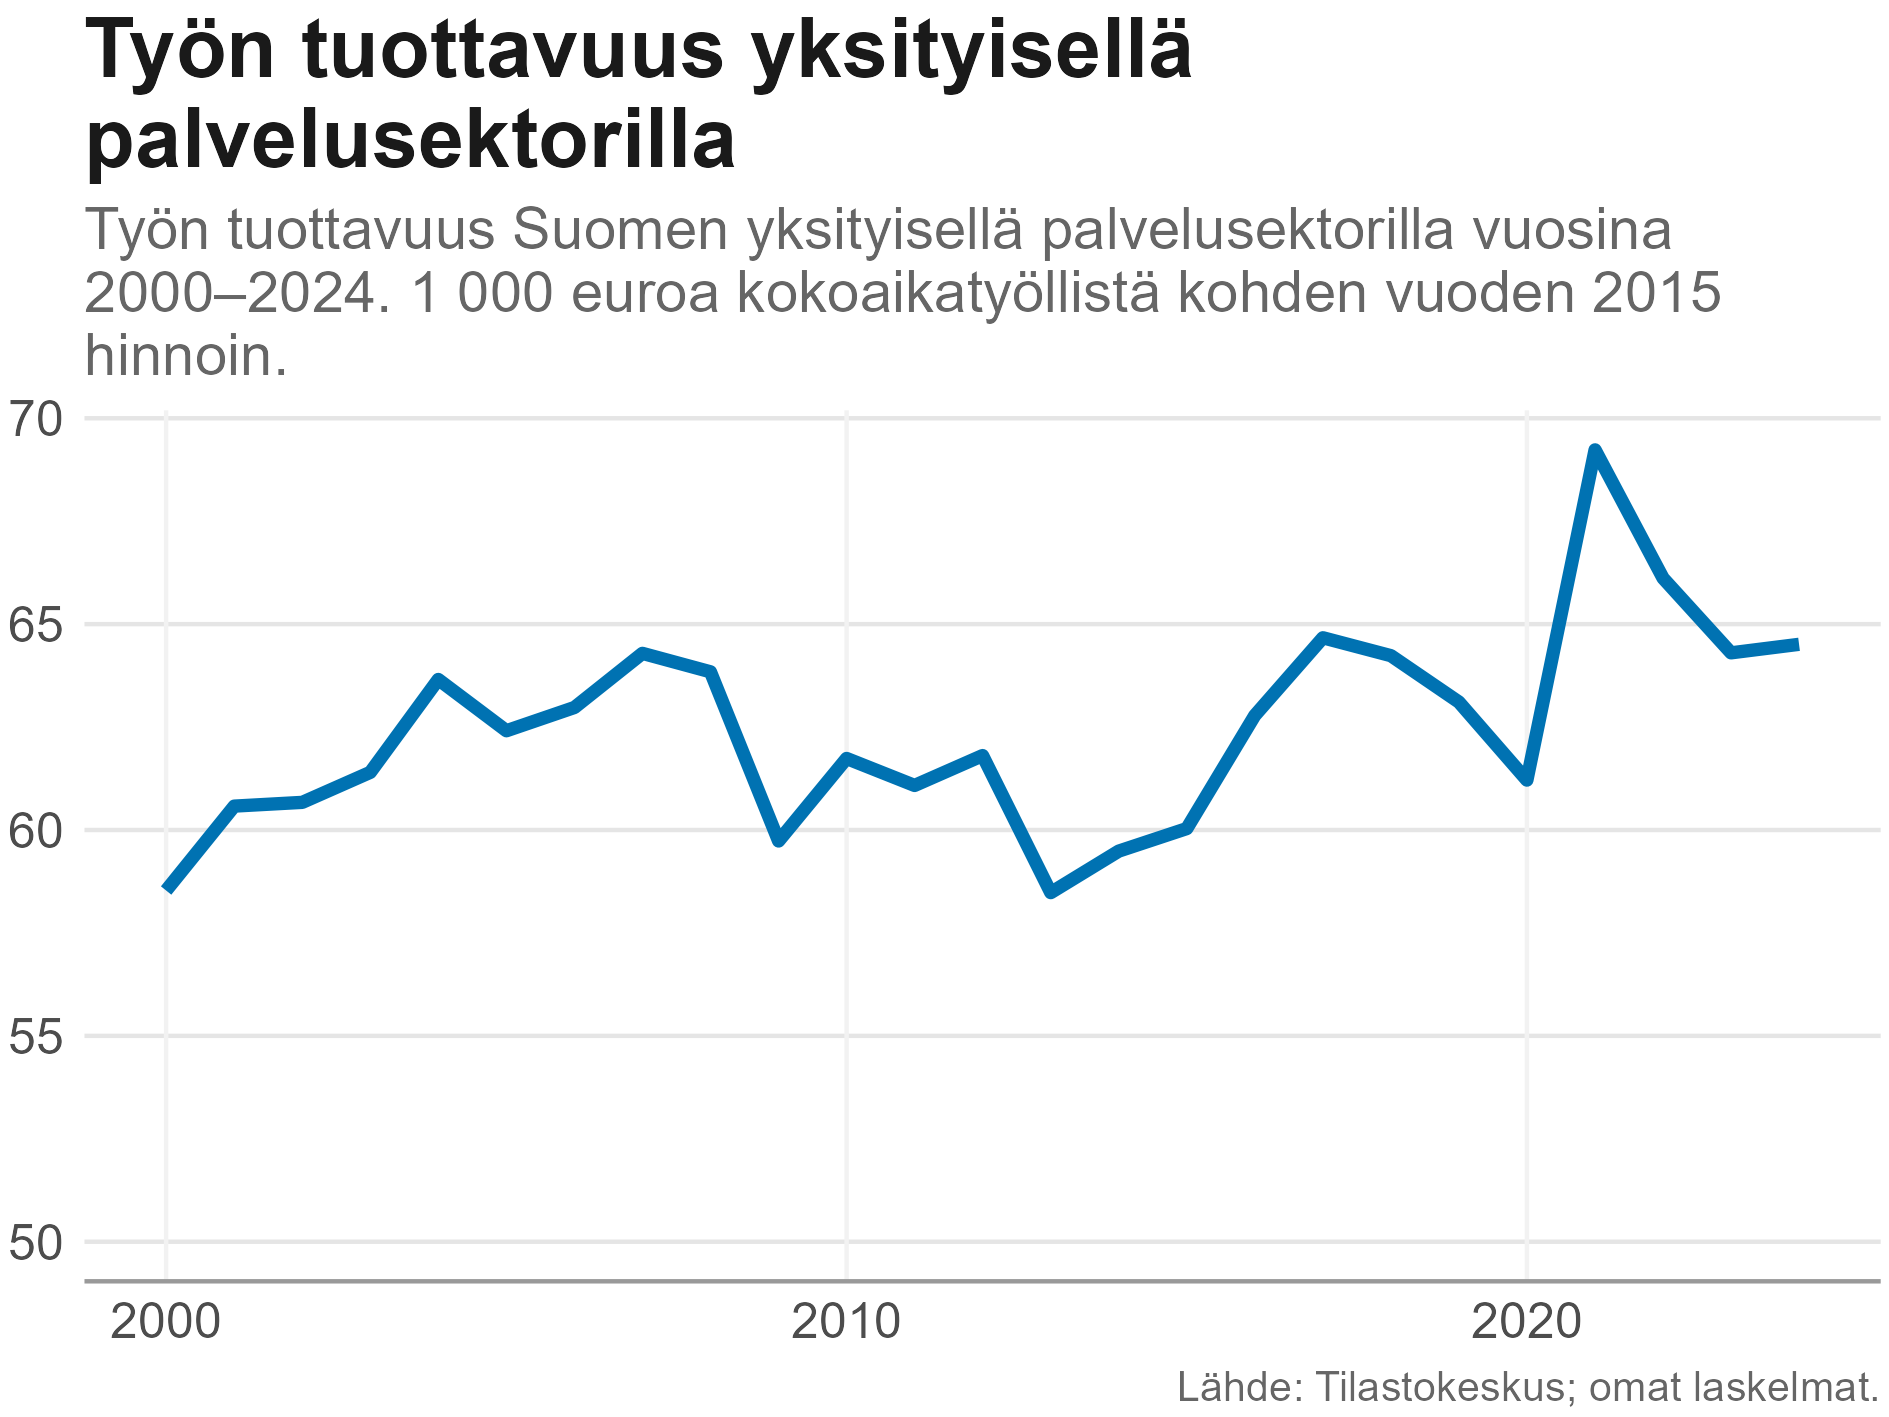 Työn tuottavuus yksityisellä
palvelusektorilla
Työn tuottavuus Suomen yksityisellä palvelusektorilla vuosina
2000–2024. 1 000 euroa kokoaikatyöllistä kohden vuoden 2015
hinnoin.
70
65
60
55
50
2000 2010 2020
Lähde: Tilastokeskus; omat laskelmat.